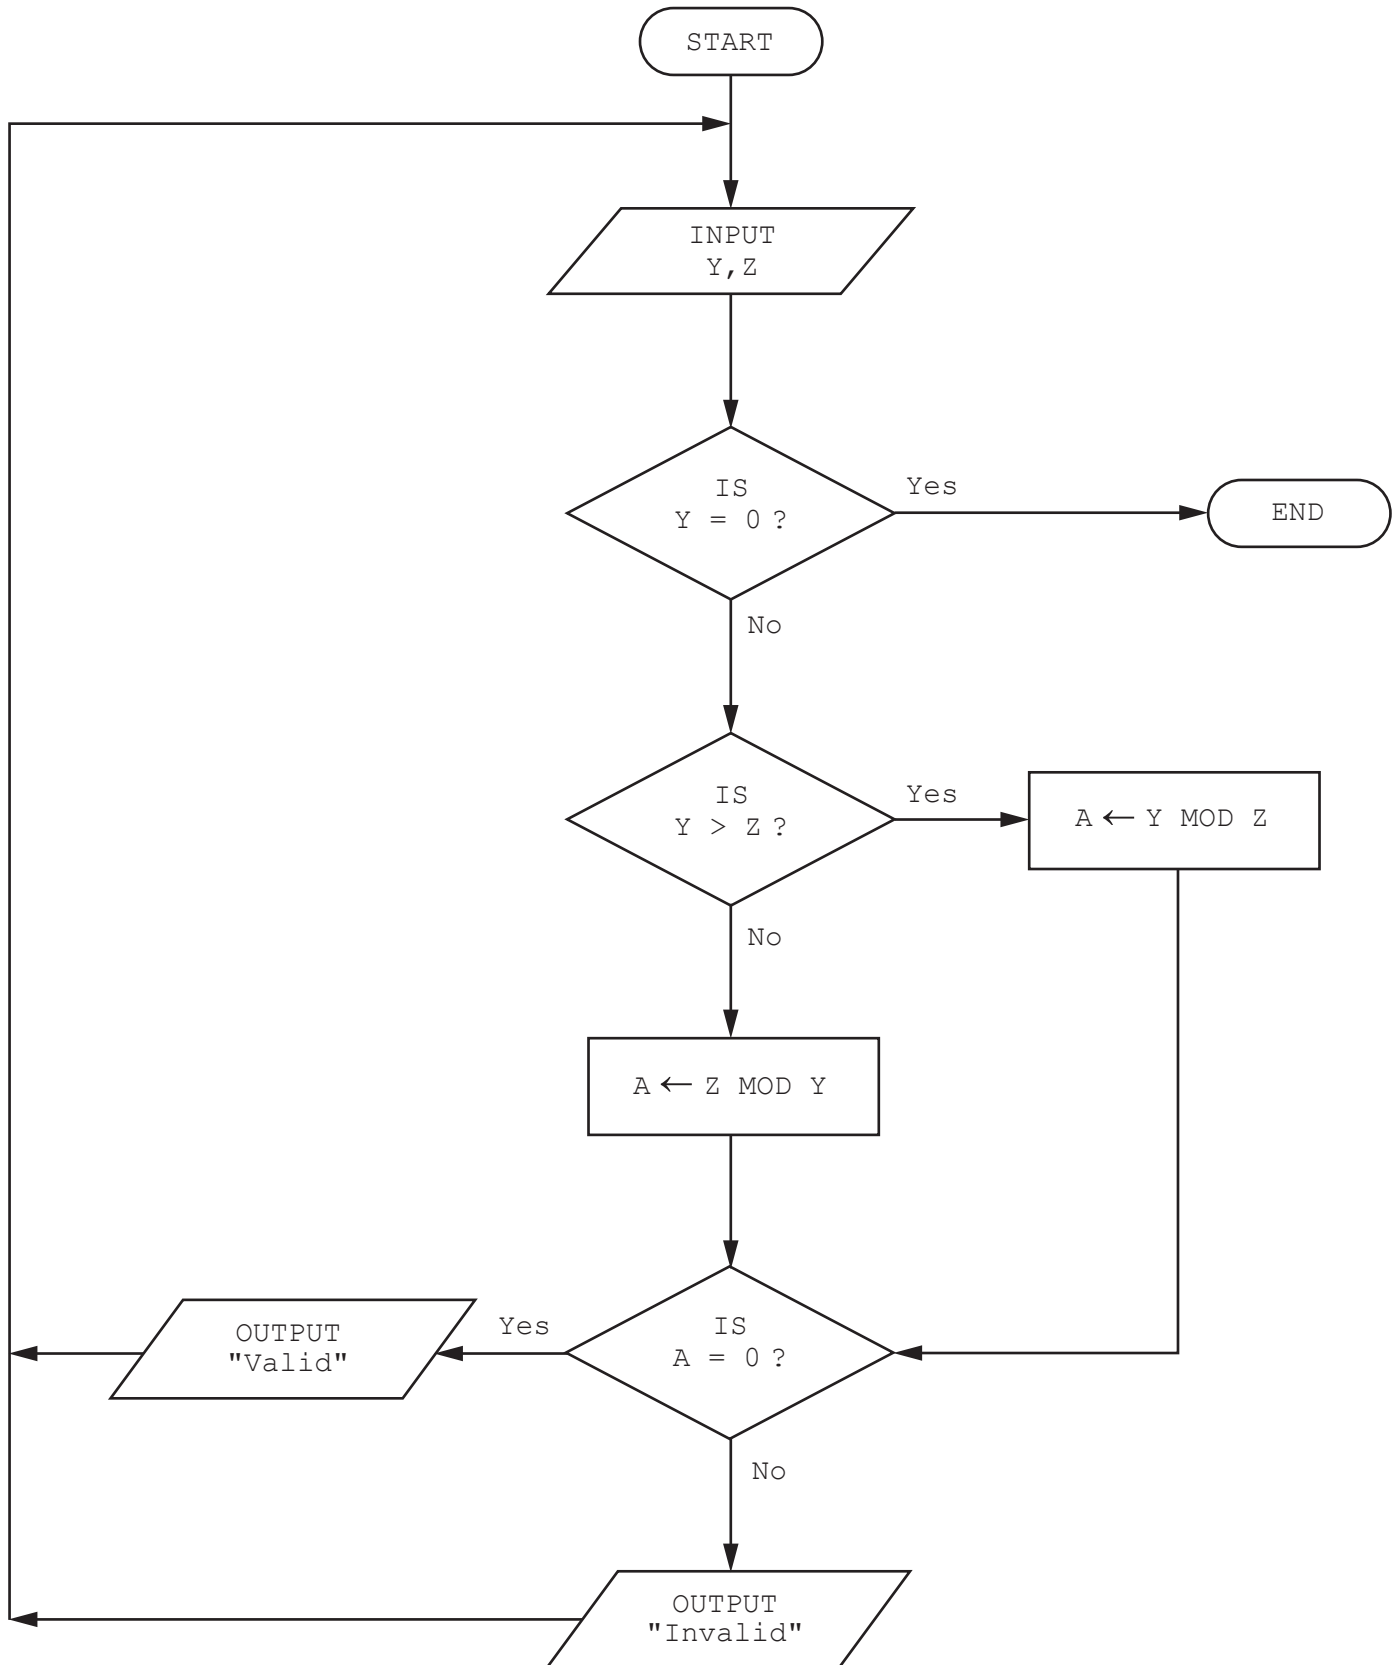 START
INPUT
Y,Z
IS
Y = 0 ?
Yes
END
No
IS
Y > Z ?
Yes
A ← Y MOD Z
No
A ← Z MOD Y
IS
A = 0 ?
Yes
OUTPUT
"Valid"
No
OUTPUT
"Invalid"